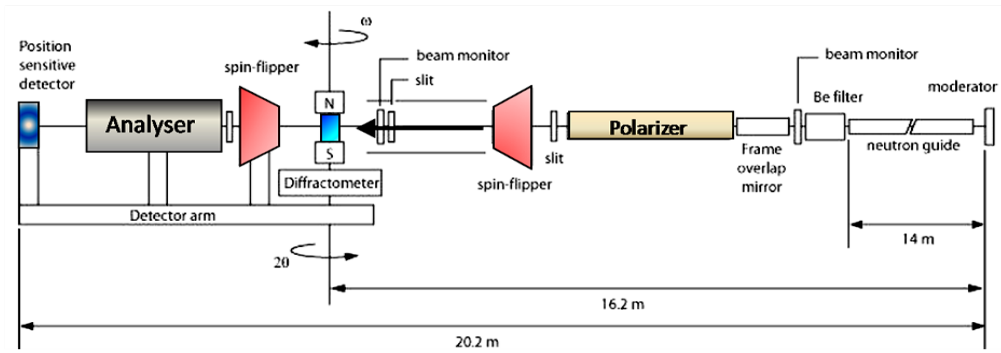 Position
sensitive
detector
spin-flipper
ω
beam monitor
slit
beam monitor
moderator
Be filter
N
Analyser
Polarizer
S
slit
Frame
overlap
mirror
neutron guide
spin-flipper
Diffractometer
Detector arm
14 m
2θ
16.2 m
20.2 m